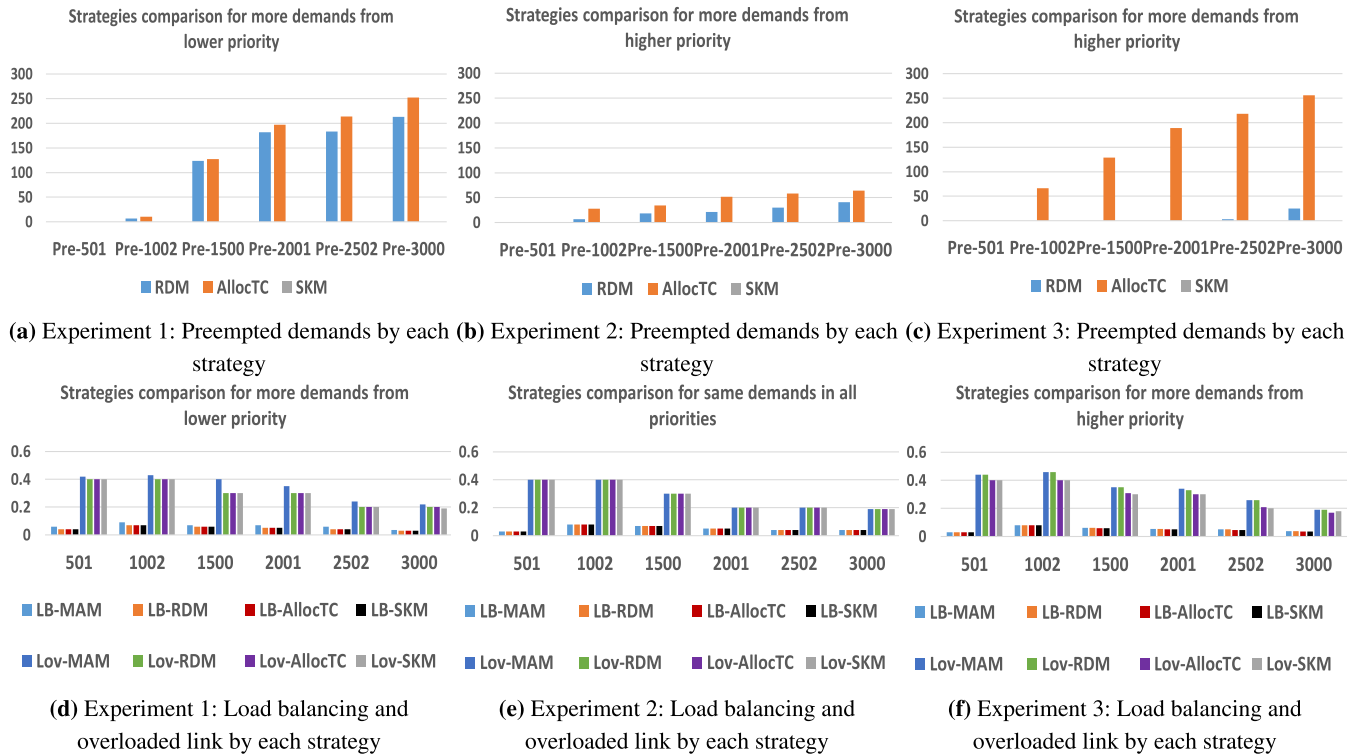 Strategies comparison for more demands from
lower priority
300
250
200
150
100
50
0
Pre-501 Pre-1002 Pre-1500 Pre-2001 Pre-2502 Pre-3000
RDM AllocTC SKM
(a) Experiment 1: Preempted demands by each
strategy
Strategies comparison for more demands from
higher priority
300
250
200
150
100
50
0
Pre-501 Pre-1002 Pre-1500 Pre-2001 Pre-2502 Pre-3000
RDM AllocTC SKM
(b) Experiment 2: Preempted demands by each
strategy
Strategies comparison for more demands from
higher priority
300
250
200
150
100
50
0
Pre-501 Pre-1002 Pre-1500 Pre-2001 Pre-2502 Pre-3000
RDM AllocTC SKM
(c) Experiment 3: Preempted demands by each
strategy
Strategies comparison for more demands from
lower priority
0.6
0.4
0.2
0
501 1002 1500 2001 2502 3000
LB-MAM LB-RDM LB-AllocTC LB-SKM
Lov-MAM Lov-RDM Lov-AllocTC Lov-SKM
(d) Experiment 1: Load balancing and
overloaded link by each strategy
Strategies comparison for same demands in all
priorities
0.6
0.4
0.2
0
501 1002 1500 2001 2502 3000
LB-MAM LB-RDM LB-AllocTC LB-SKM
Lov-MAM Lov-RDM Lov-AllocTC Lov-SKM
(e) Experiment 2: Load balancing and
overloaded link by each strategy
Strategies comparison for more demands from
higher priority
0.6
0.4
0.2
0
501 1002 1500 2001 2502 3000
LB-MAM LB-RDM LB-AllocTC LB-SKM
Lov-MAM Lov-RDM Lov-AllocTC Lov-SKM
(f) Experiment 3: Load balancing and
overloaded link by each strategy